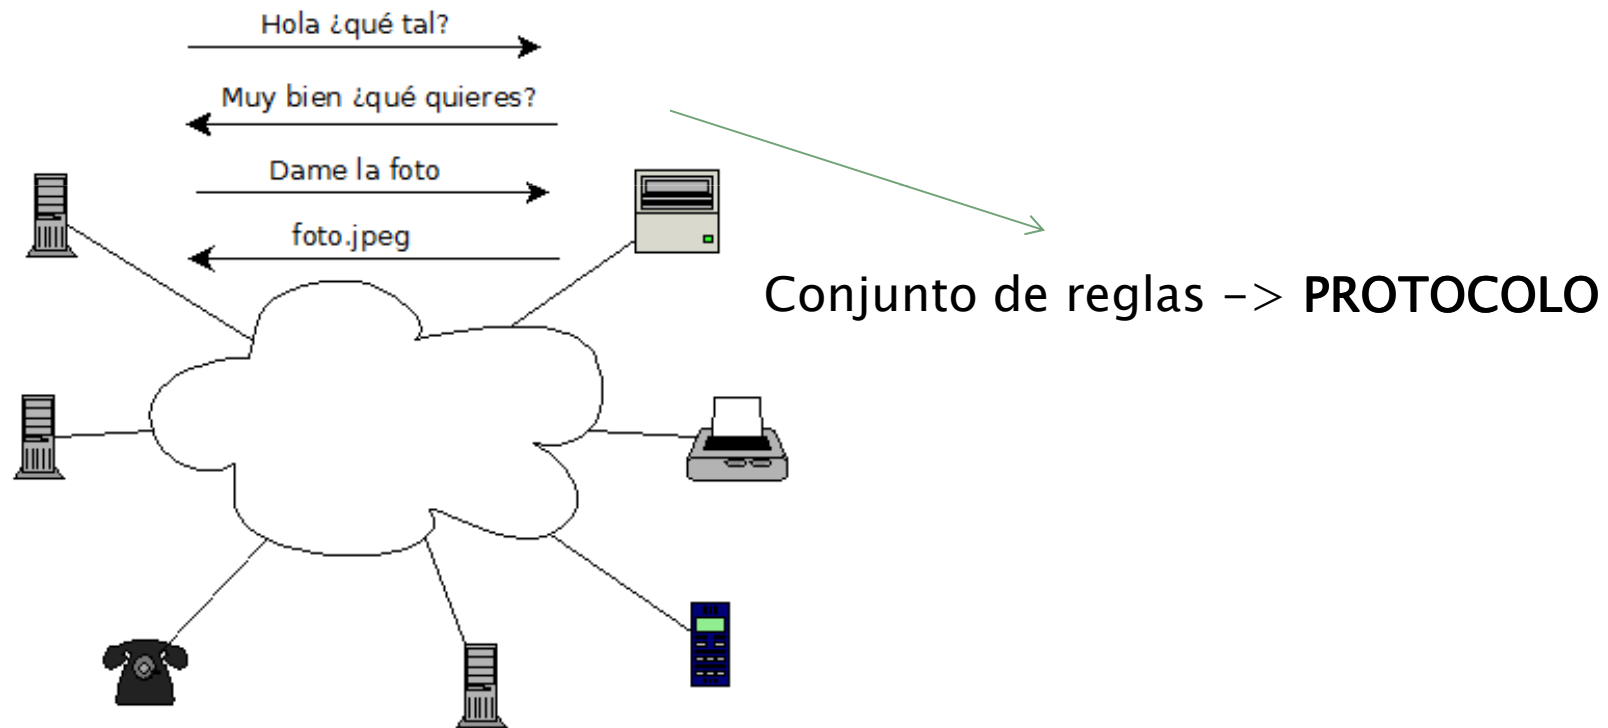 Hola ¿qué tal?
Muy bien ¿qué quieres?
Dame la foto
foto.jpeg
Conjunto de reglas -> PROTOCOLO